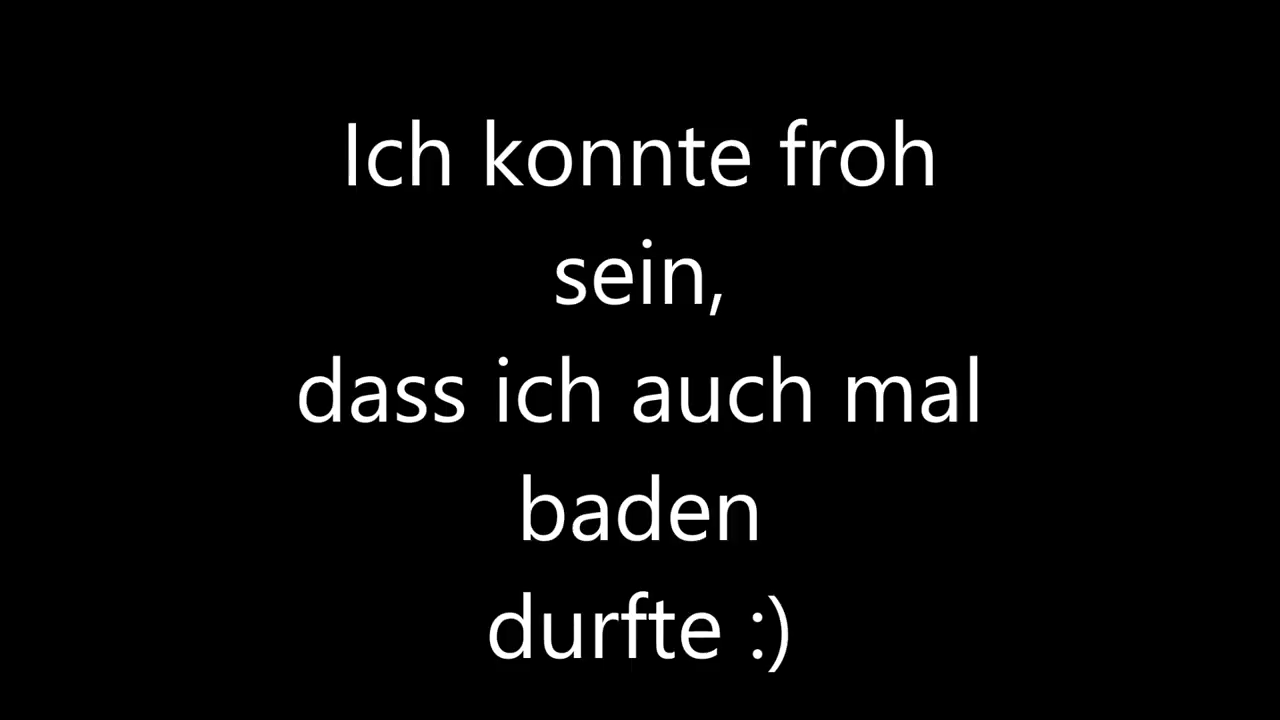 Ich konnte froh
sein,
dass ich auch mal
baden
durfte :)